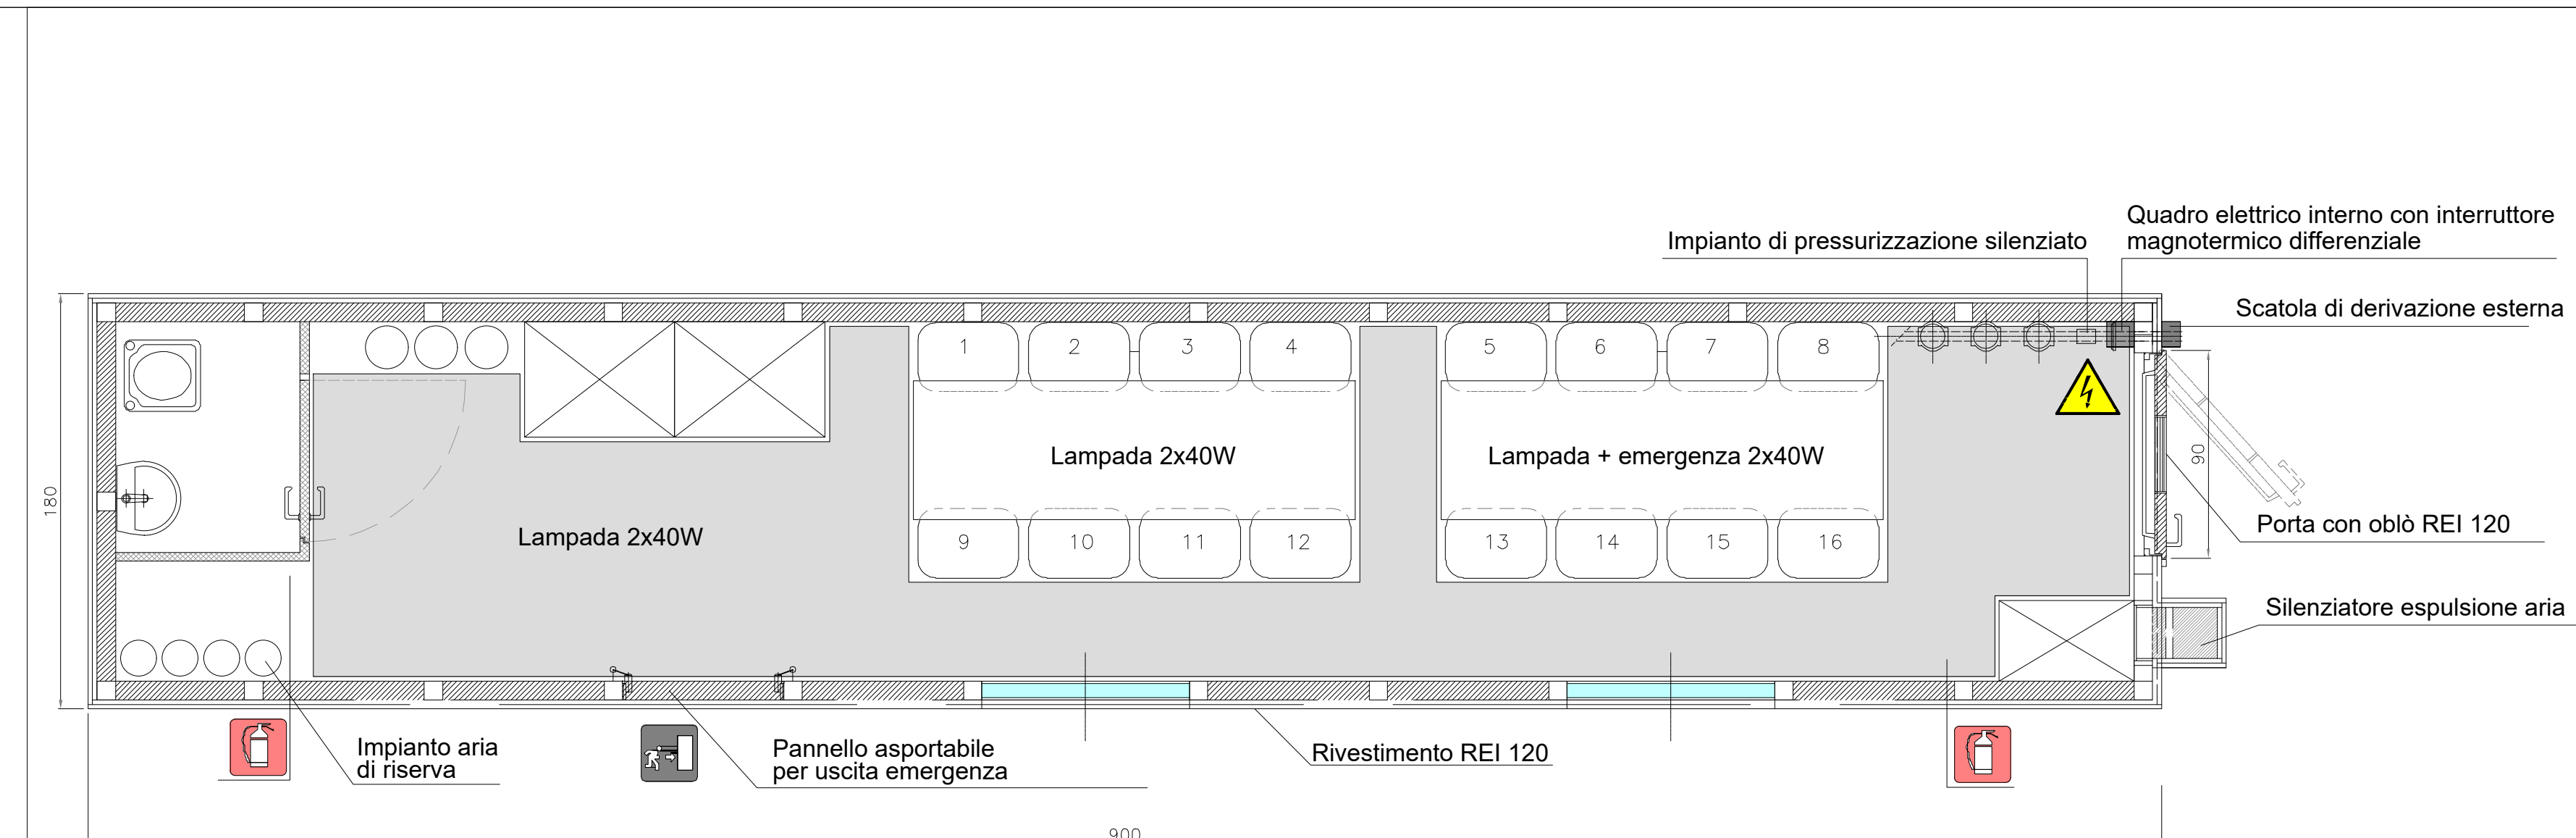 Quadro elettrico interno con interruttore
magnotermico differenziale
Impianto di pressurizzazione silenziato
Scatola di derivazione esterna
1 2 3 4 5 6 7 8
Lampada 2x40W
Lampada + emergenza 2x40W
90
180
Lampada 2x40W
Porta con oblò REI 120
9 10 11 12 13 14 15 16
Silenziatore espulsione aria
Impianto aria
di riserva
Pannello asportabile
per uscita emergenza
Rivestimento REI 120
900